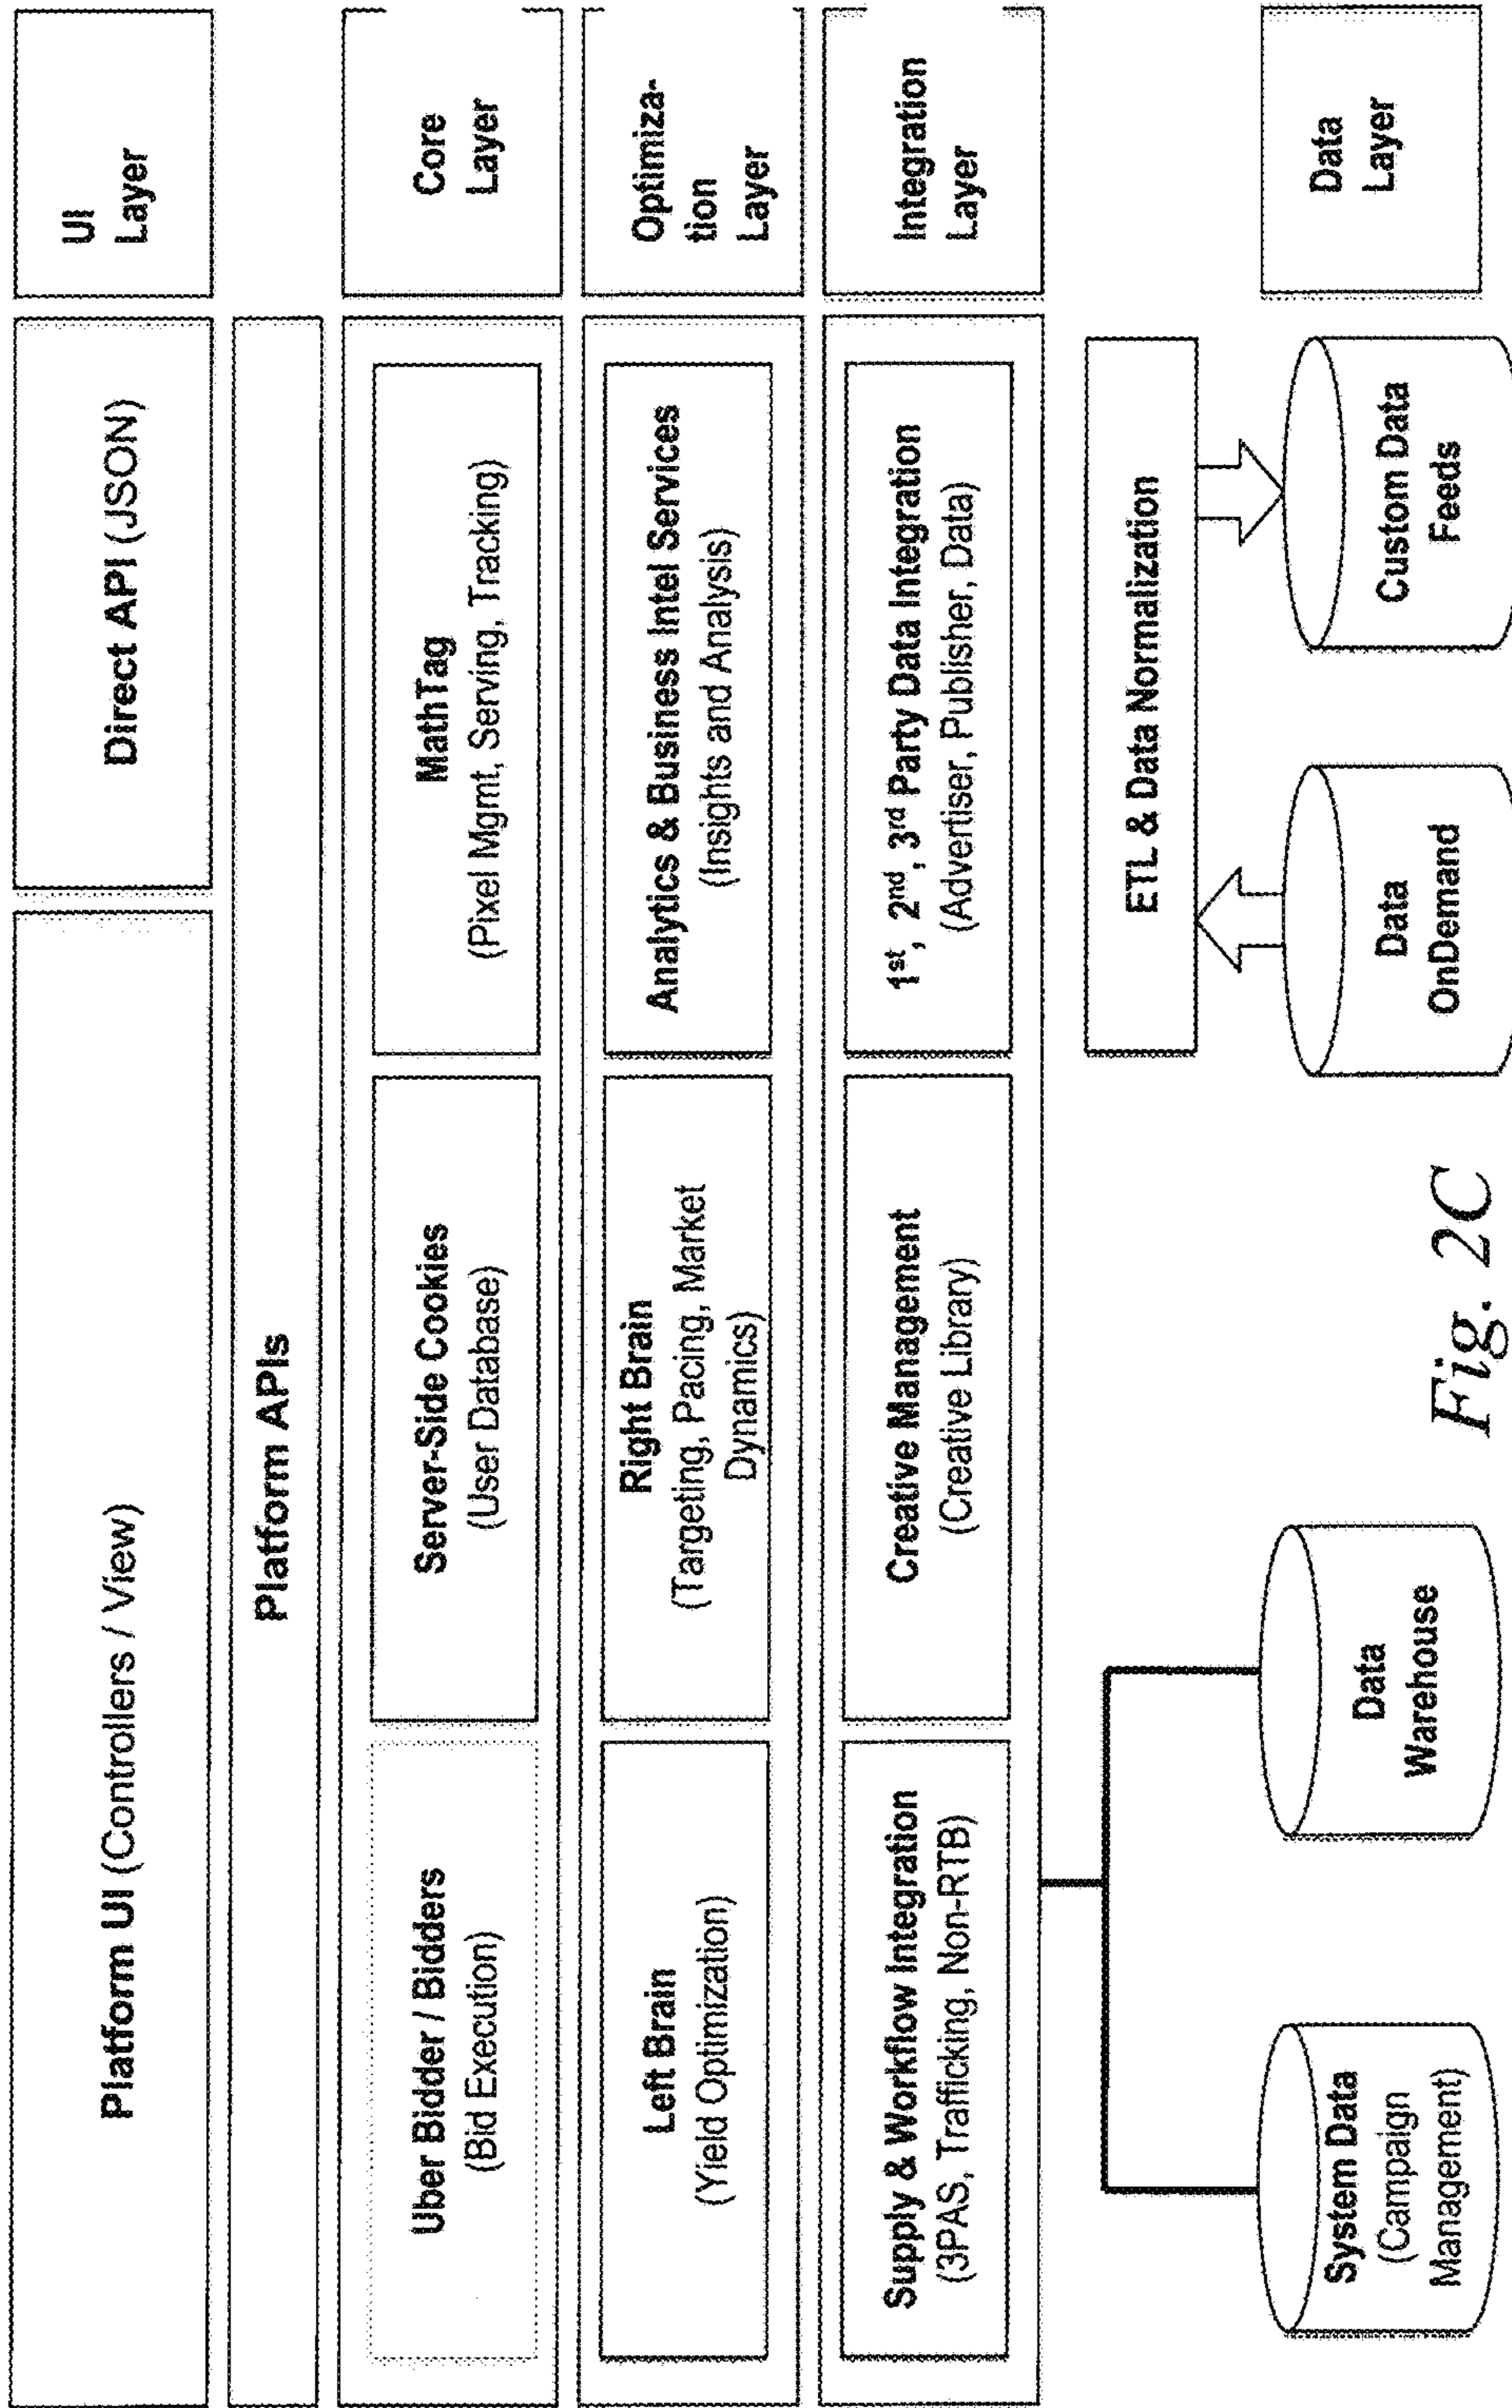 Platform UI (Controllers / View)
Direct API (JSON)
UI
Layer
Platform APIs
Uber Bidder / Bidders
(Bid Execution)
Server-Side Cookies
(User Database)
MathTag
(Pixel Mgmt, Serving, Tracking)
Core
Layer
Left Brain
(Yield Optimization)
Right Brain
(Targeting, Pacing, Market
Dynamics)
Analytics & Business Intel Services
(Insights and Analysis)
Optimiza-
tion
Layer
Supply & Workflow Integration
(3PAS, Trafficking, Non-RTB)
Creative Management
(Creative Library)
1st, 2nd, 3rd Party Data Integration
(Advertiser, Publisher, Data)
Integration
Layer
ETL & Data Normalization
System Data
(Campaign
Management)
Data
Warehouse
Data
OnDemand
Custom Data
Feeds
Data
Layer
Fig. 2C